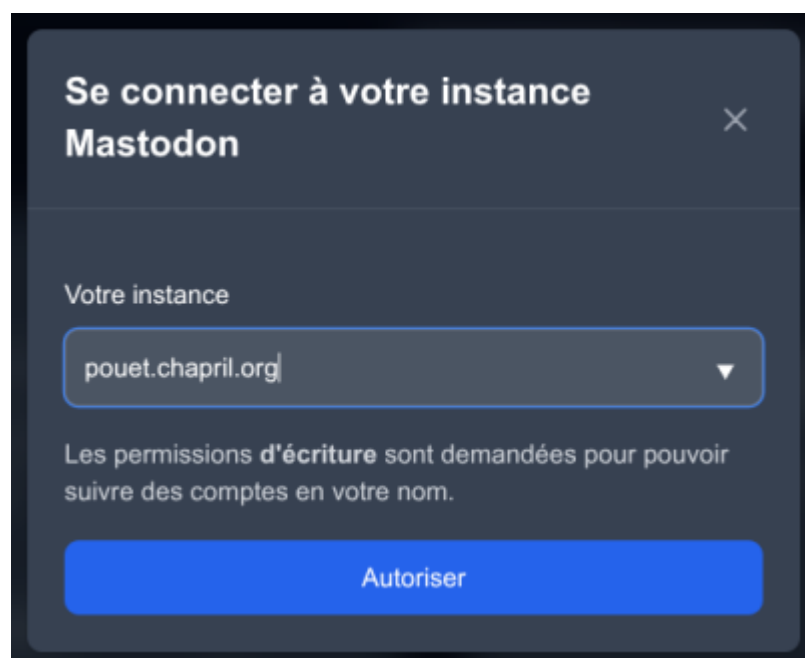 Se connecter à votre instance
Mastodon
Votre instance
pouet.chapril.org
Les permissions d'écriture sont demandées pour pouvoir
suivre des comptes en votre nom.
Autoriser